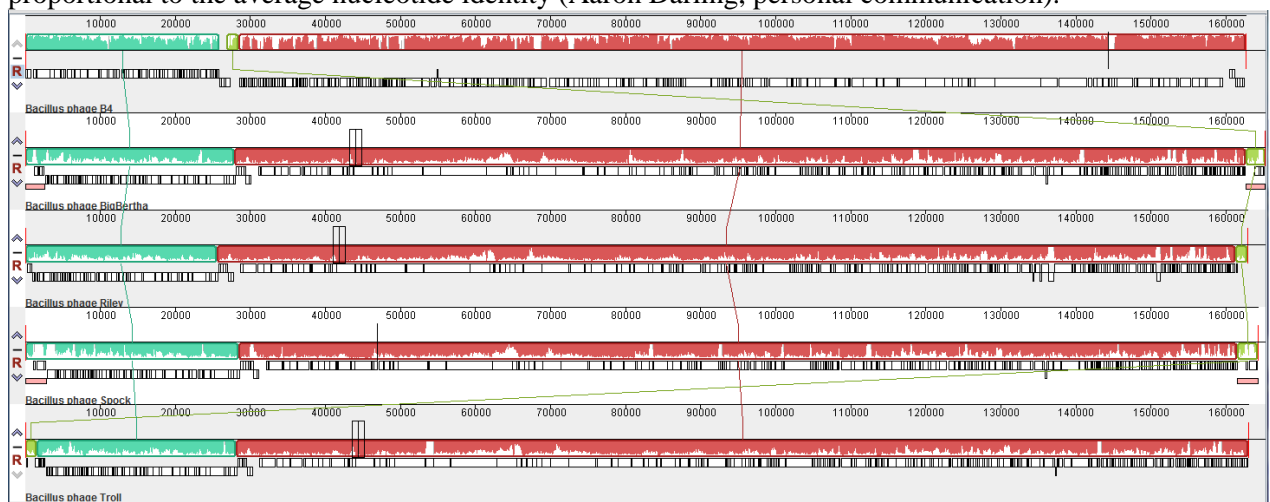 proportional to the average nucleotide identity (Aaron Darling, personal communication).
10000 20000 30000 40000 50000 60000 70000 80000 90000 100000 110000 120000 130000 140000 150000 160000
R
Bacillus phage B4
10000 20000 30000 40000 50000 60000 70000 80000 90000 100000 110000 120000 130000 140000 150000 160000
R
Bacillus phage BigBertha
10000 20000 30000 40000 50000 60000 70000 80000 90000 100000 110000 120000 130000 140000 150000 160000
R
Bacillus phage Riley
10000 20000 30000 40000 50000 60000 70000 80000 90000 100000 110000 120000 130000 140000 150000 160000
R
Bacillus phage Spock
10000 20000 30000 40000 50000 60000 70000 80000 90000 100000 110000 120000 130000 140000 150000 160000
R
Bacillus phage Troll